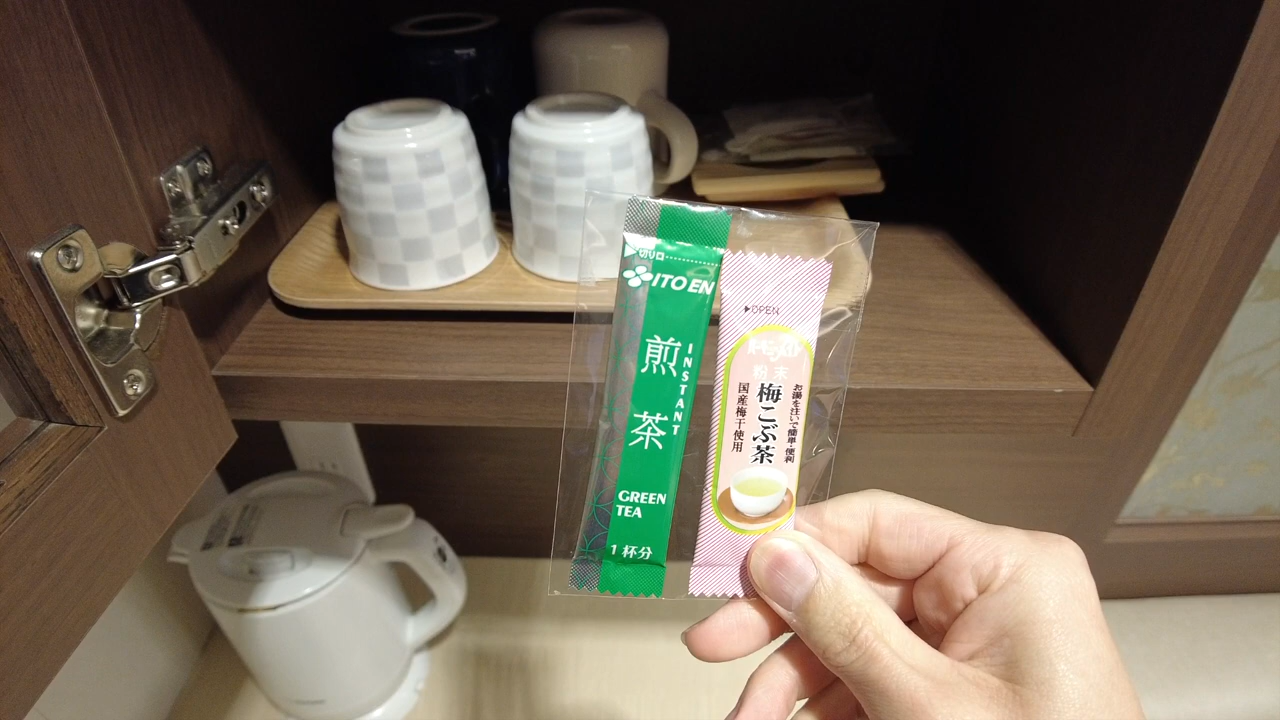 切り口
ITO EN
煎茶
INSTANT
GREEN
TEA
1杯分
OPEN
粉末
お湯を注いで簡単・便利
梅こぶ茶
国産梅干使用